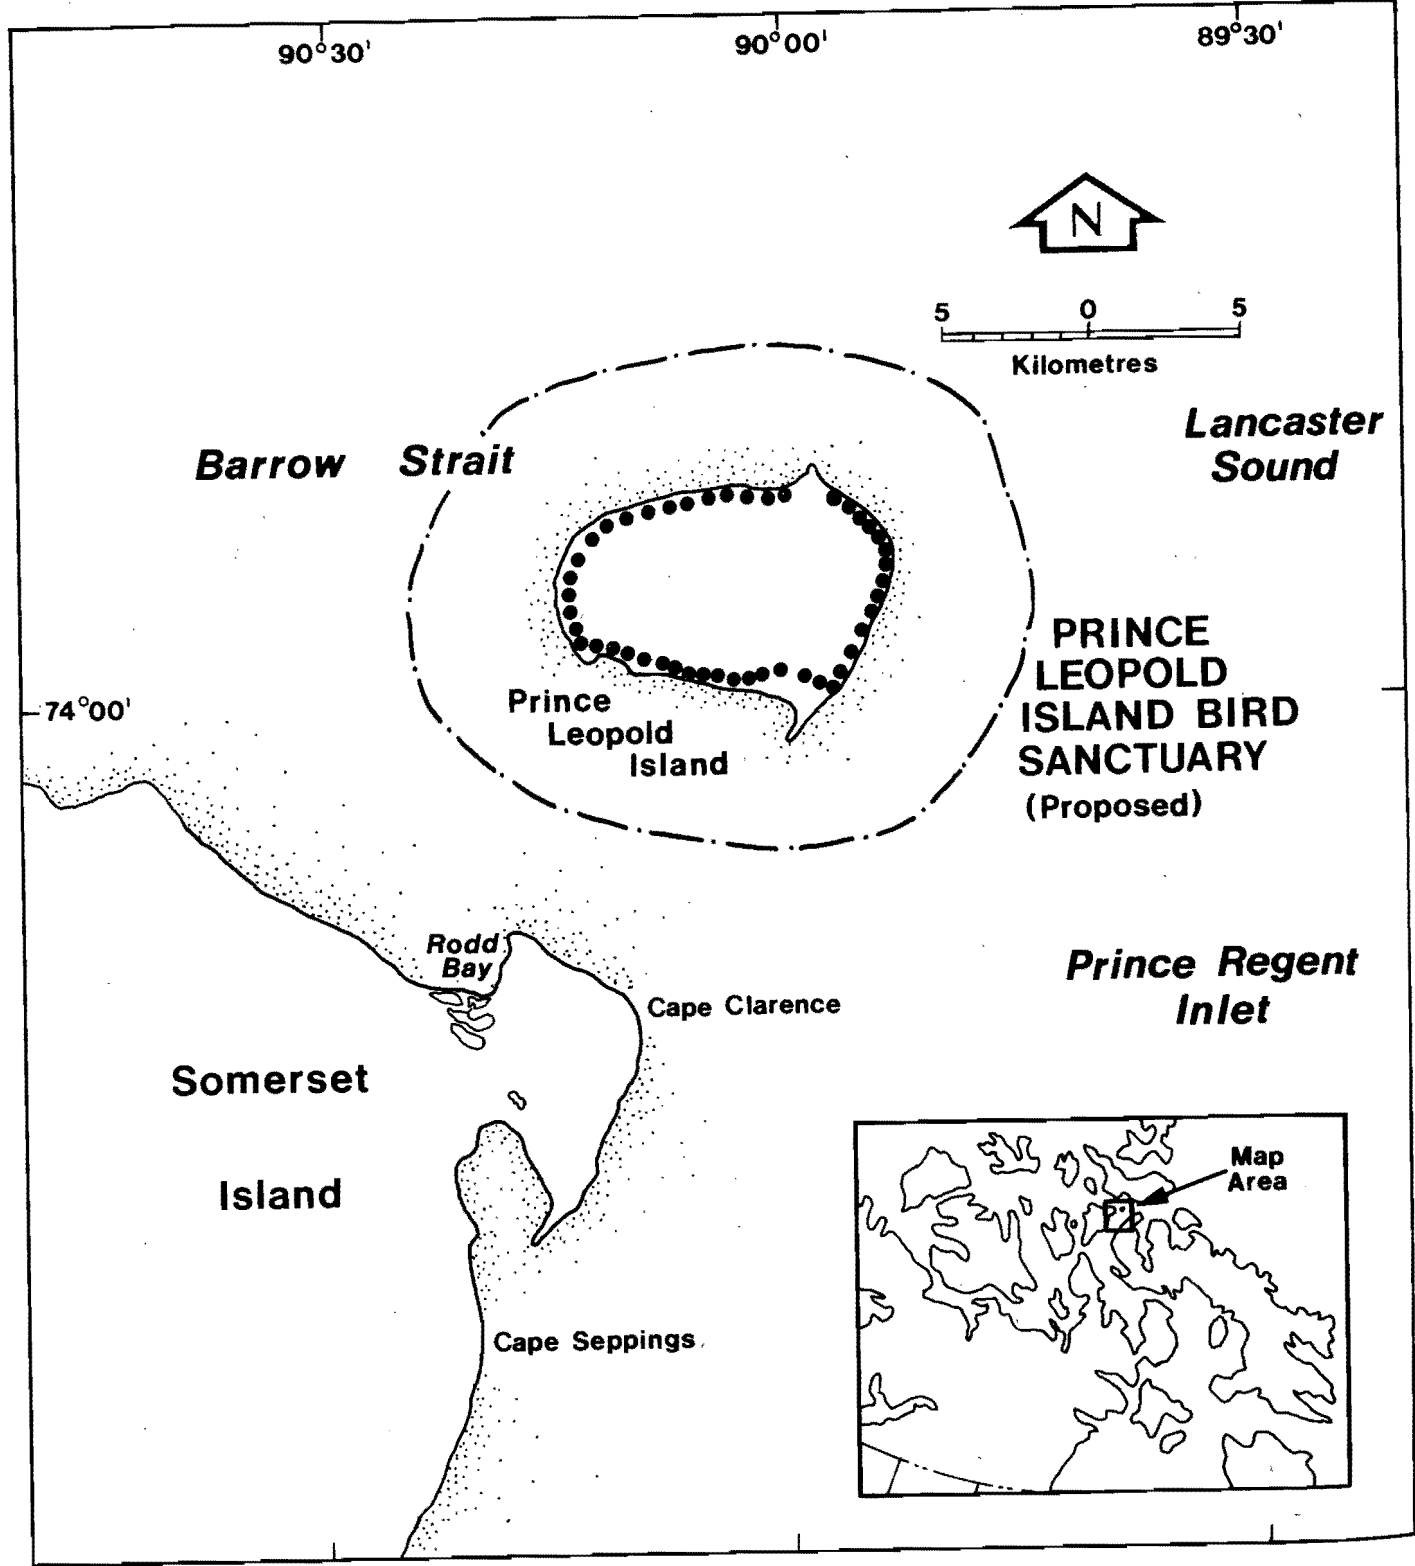 90°30'
90°00'
89°30'
N
5 0 5
Kilometres
Lancaster
Sound
Barrow Strait
PRINCE
LEOPOLD
ISLAND BIRD
SANCTUARY
(Proposed)
74°00'
Prince
Leopold
Island
Rodd
Bay
Cape Clarence
Prince Regent
Inlet
Somerset
Island
Cape Seppings
Map
Area